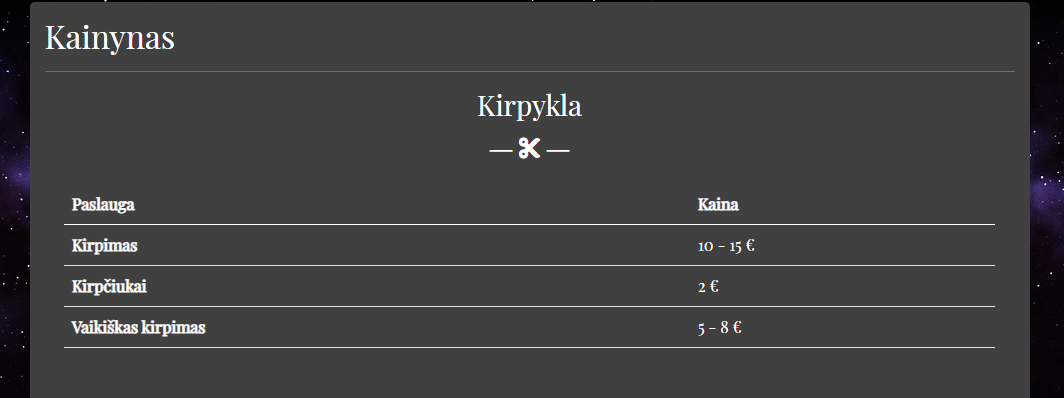 Kainynas
Kirpykla
Paslauga Kaina
Kirpimas 10 - 15 €
Kirpčiukai 2 €
Vaikiškas kirpimas 5 - 8 €